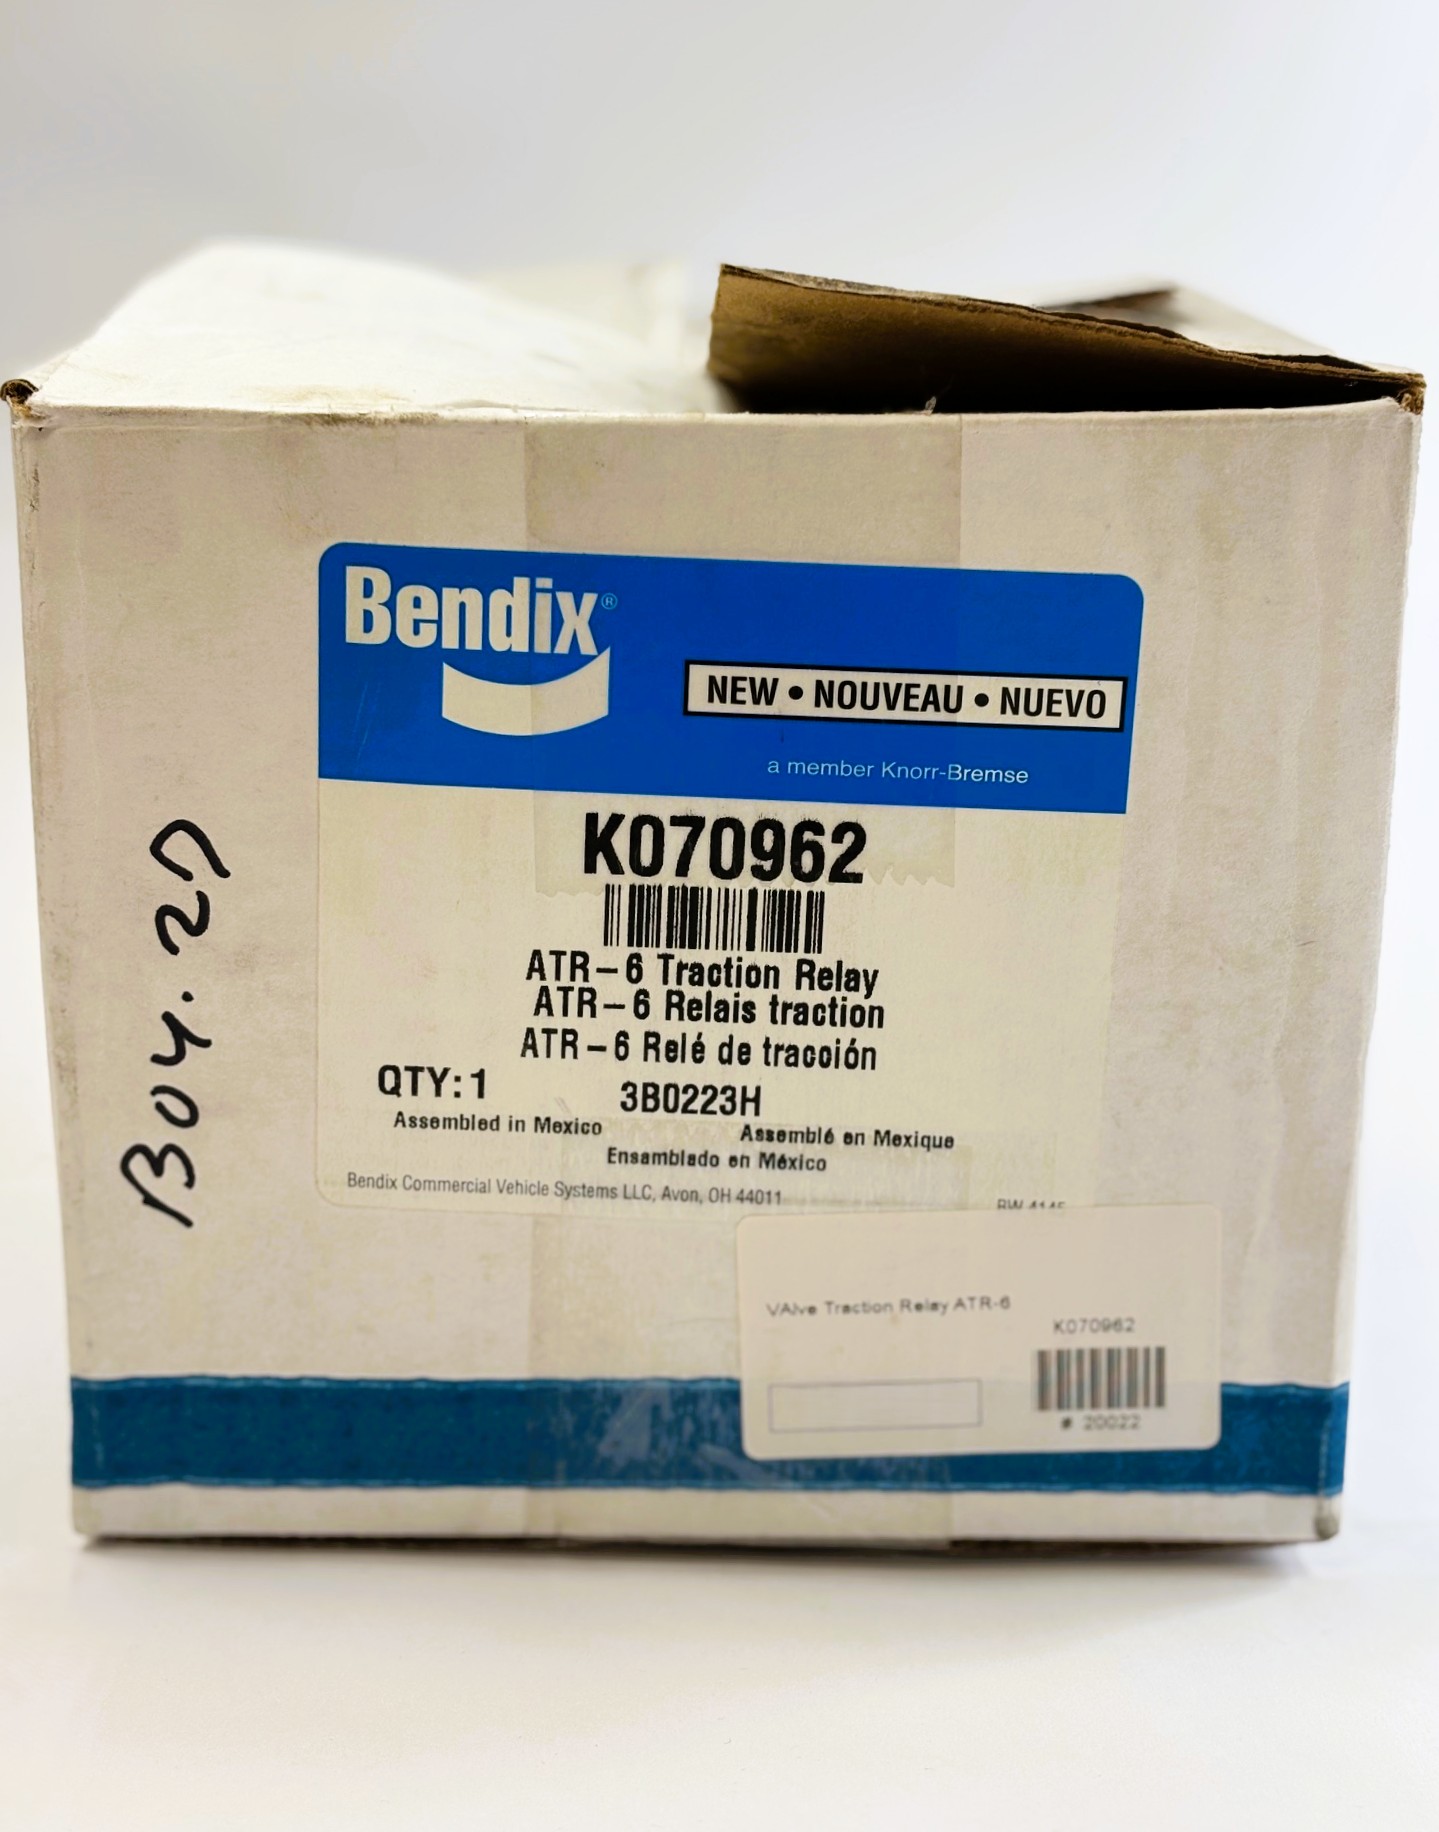 Bendix®
NEW • NOUVEAU • NUEVO
a member Knorr-Bremse
K070962
ATR-6 Traction Relay
ATR-6 Relais traction
ATR-6 Relé de tracción
QTY: 1 3B0223H
Assembled in Mexico Assemblé en Mexique
Ensamblado en México
Bendix Commercial Vehicle Systems LLC, Avon, OH 44011
VAlve Traction Relay ATR-6
K070962
# 20022
B04.27